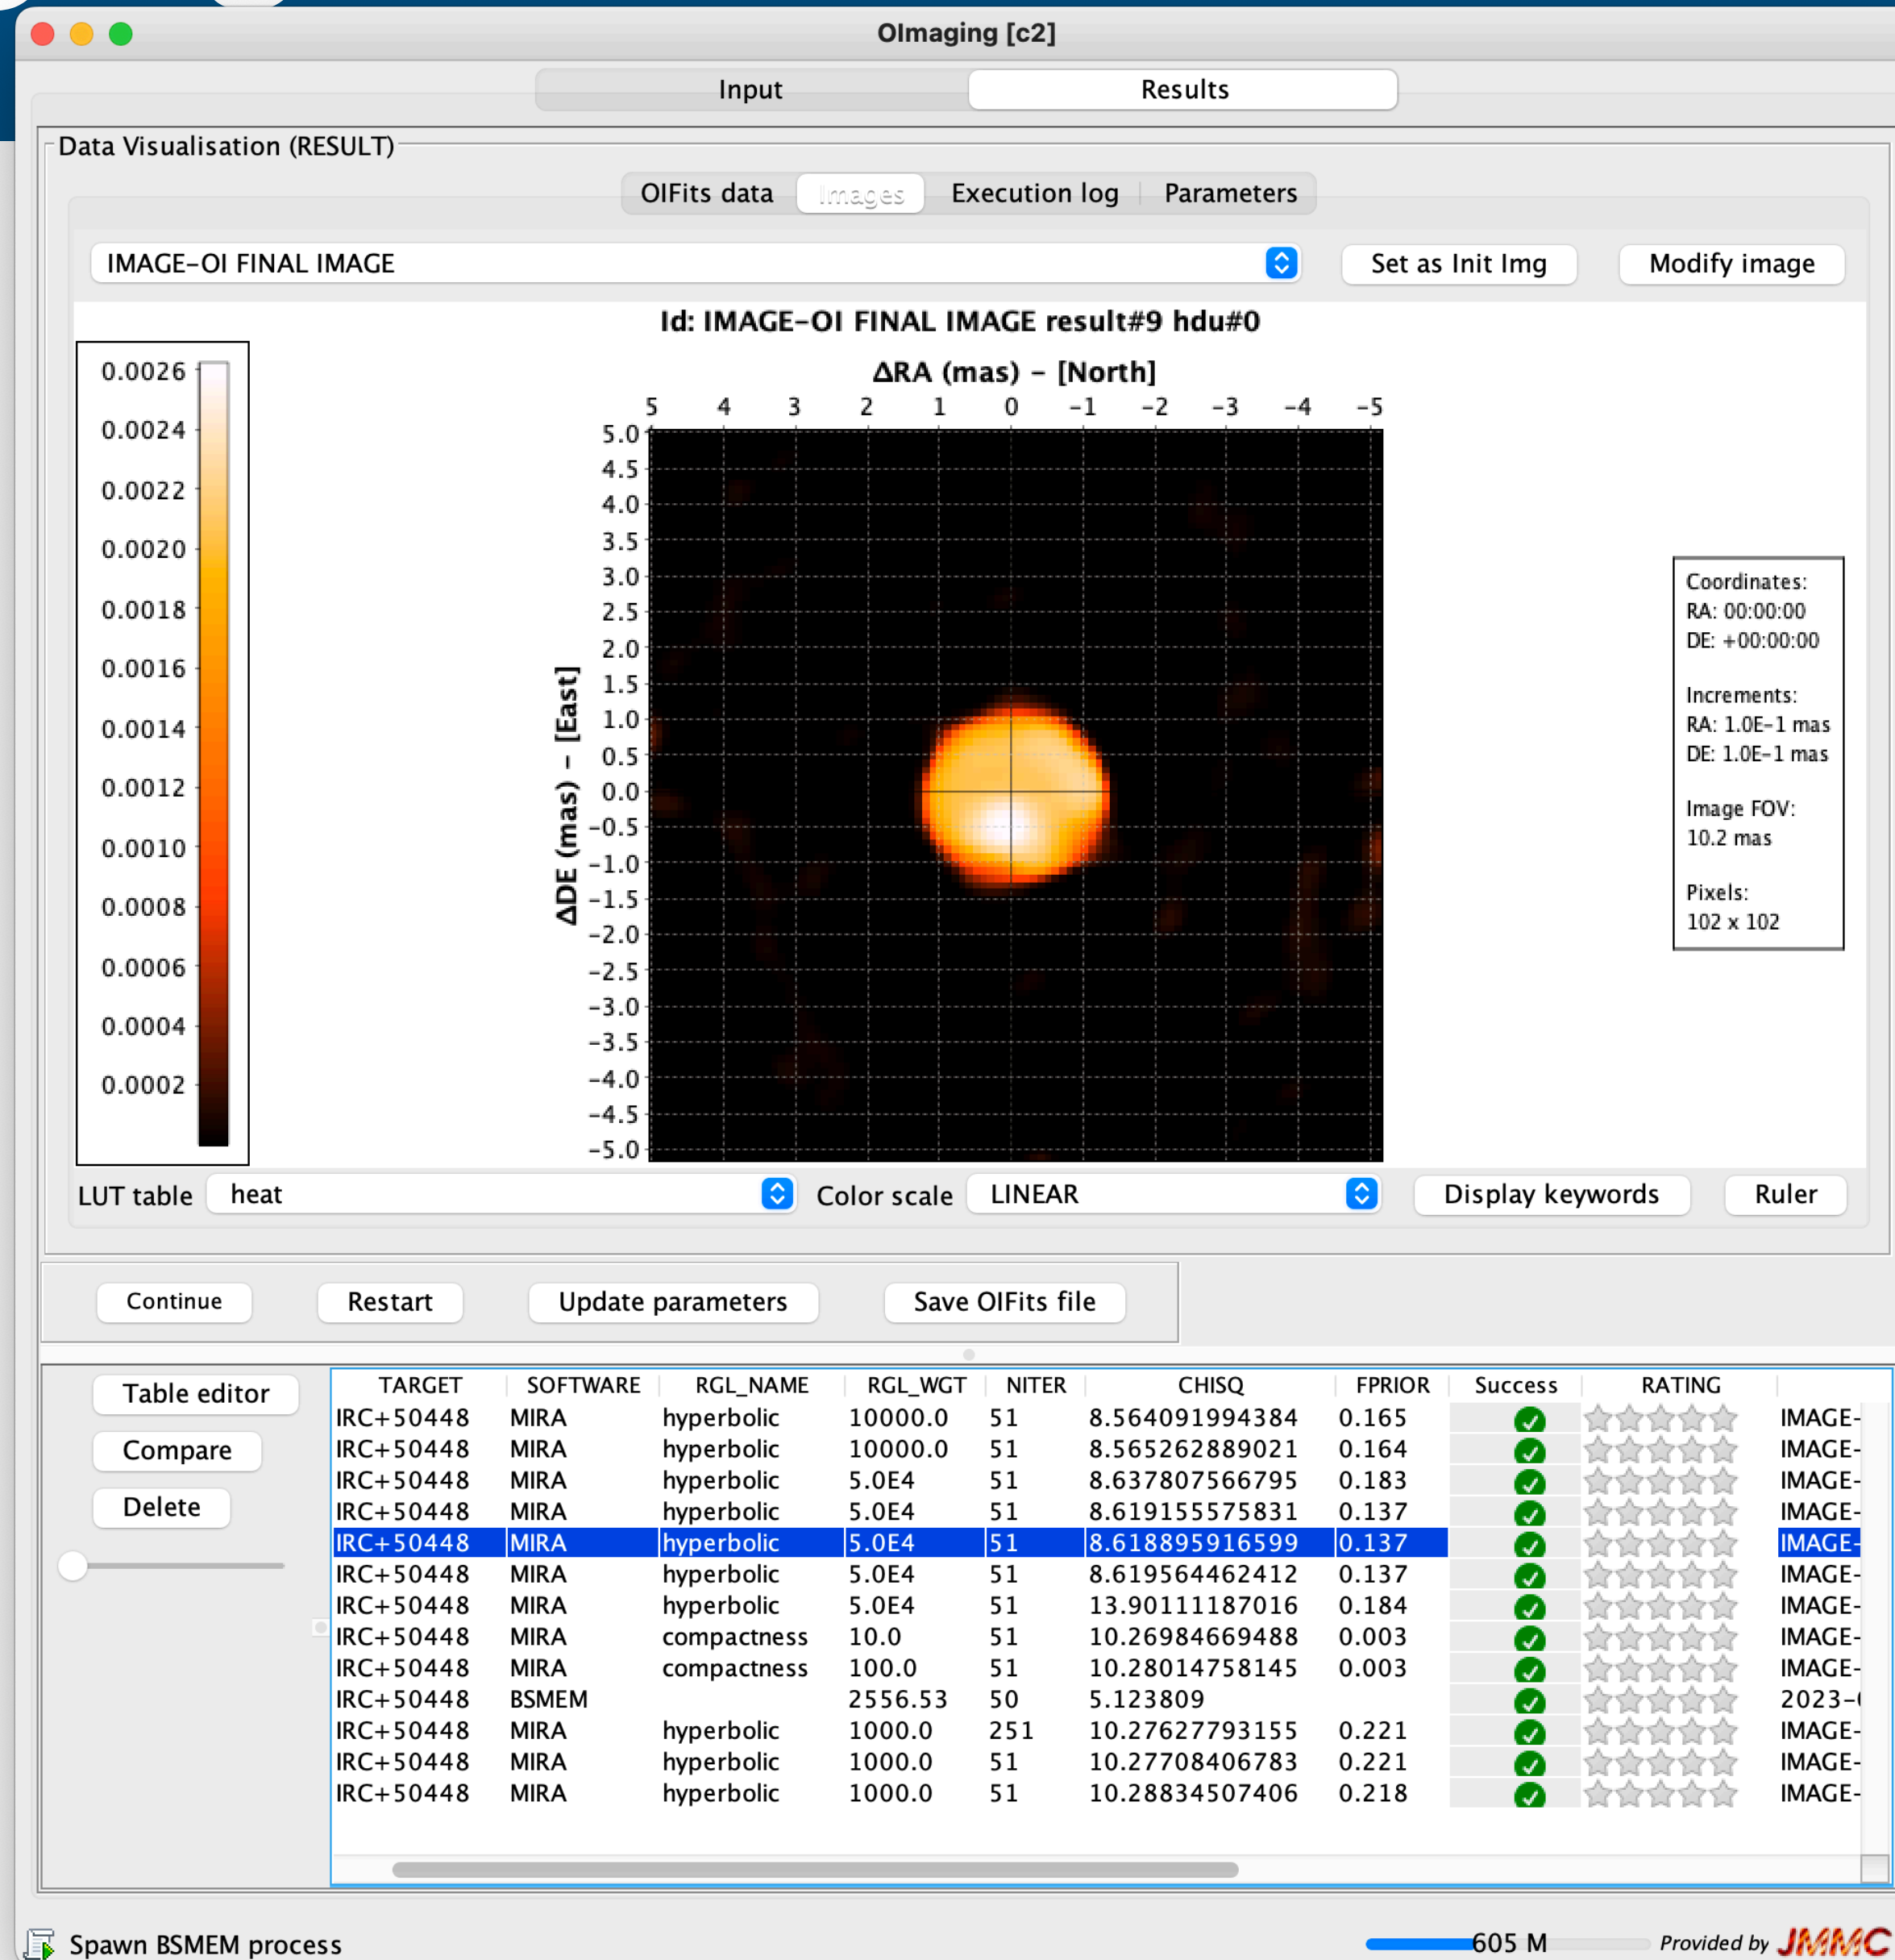 OImaging [c2]
Input Results
Data Visualisation (RESULT)
OIFits data Images Execution log Parameters
IMAGE-OI FINAL IMAGE Set as Init Img Modify image
Id: IMAGE-OI FINAL IMAGE result#9 hdu#0
ΔRA (mas) - [North]
5 4 3 2 1 0 -1 -2 -3 -4 -5
0.0026
0.0024
0.0022
0.0020
0.0018
0.0016
0.0014
0.0012
0.0010
0.0008
0.0006
0.0004
0.0002
ΔDE (mas) - [East]
5.0
4.5
4.0
3.5
3.0
2.5
2.0
1.5
1.0
0.5
0.0
-0.5
-1.0
-1.5
-2.0
-2.5
-3.0
-3.5
-4.0
-4.5
-5.0
Coordinates:
RA: 00:00:00
DE: +00:00:00
Increments:
RA: 1.0E-1 mas
DE: 1.0E-1 mas
Image FOV:
10.2 mas
Pixels:
102 x 102
LUT table heat Color scale LINEAR Display keywords Ruler
Continue Restart Update parameters Save OIFits file
Table editor
Compare
Delete
TARGET SOFTWARE RGL_NAME RGL_WGT NITER CHISQ FPRIOR Success RATING
IRC+50448 MIRA hyperbolic 10000.0 51 8.564091994384 0.165 IMAGE-
IRC+50448 MIRA hyperbolic 10000.0 51 8.565262889021 0.164 IMAGE-
IRC+50448 MIRA hyperbolic 5.0E4 51 8.637807566795 0.183 IMAGE-
IRC+50448 MIRA hyperbolic 5.0E4 51 8.619155575831 0.137 IMAGE-
IRC+50448 MIRA hyperbolic 5.0E4 51 8.618895916599 0.137 IMAGE-
IRC+50448 MIRA hyperbolic 5.0E4 51 8.619564462412 0.137 IMAGE-
IRC+50448 MIRA hyperbolic 5.0E4 51 13.90111187016 0.184 IMAGE-
IRC+50448 MIRA compactness 10.0 51 10.26984669488 0.003 IMAGE-
IRC+50448 MIRA compactness 100.0 51 10.28014758145 0.003 IMAGE-
IRC+50448 BSMEM 2556.53 50 5.123809 2023-
IRC+50448 MIRA hyperbolic 1000.0 251 10.27627793155 0.221 IMAGE-
IRC+50448 MIRA hyperbolic 1000.0 51 10.27708406783 0.221 IMAGE-
IRC+50448 MIRA hyperbolic 1000.0 51 10.28834507406 0.218 IMAGE-
Spawn BSMEM process 605 M Provided by JMMC